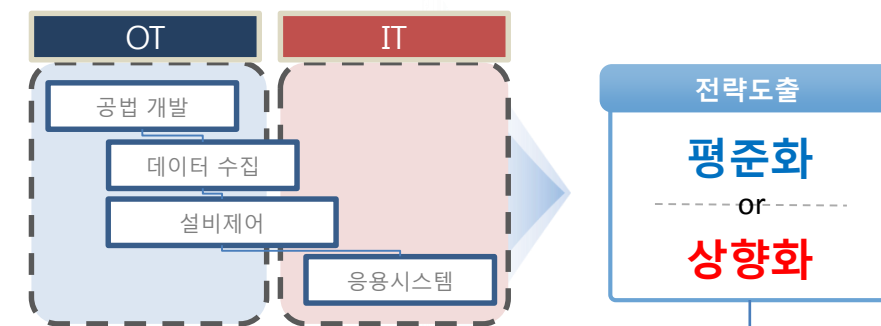 OT
IT
공법 개발
데이터 수집
설비제어
응용시스템
전략도출
평준화
or
상향화